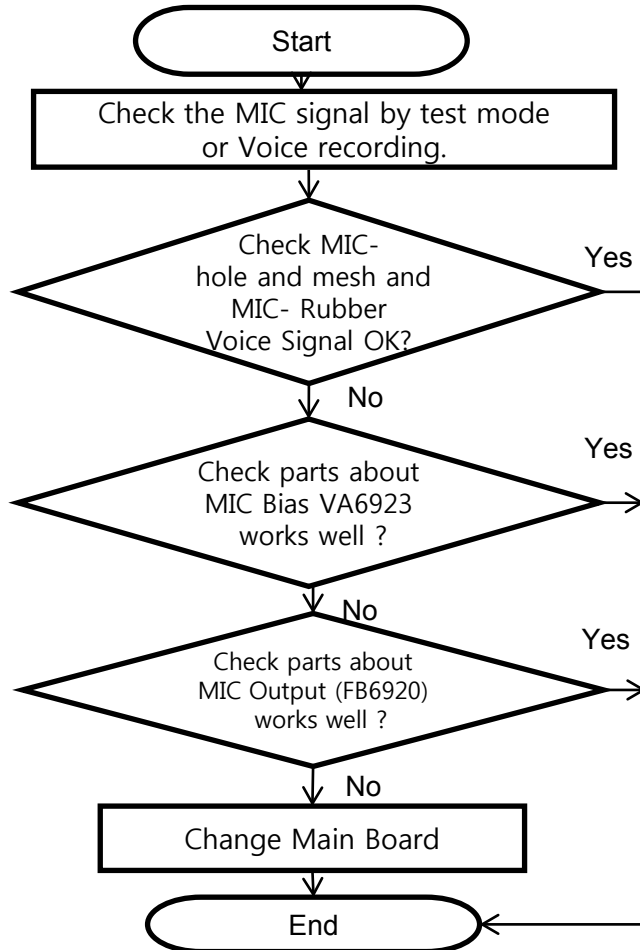 Start
Check the MIC signal by test mode
or Voice recording.
Check MIC-
hole and mesh and
MIC- Rubber
Voice Signal OK?
Yes
No
Check parts about
MIC Bias VA6923
works well ?
Yes
No
Check parts about
MIC Output (FB6920)
works well ?
Yes
No
Change Main Board
End